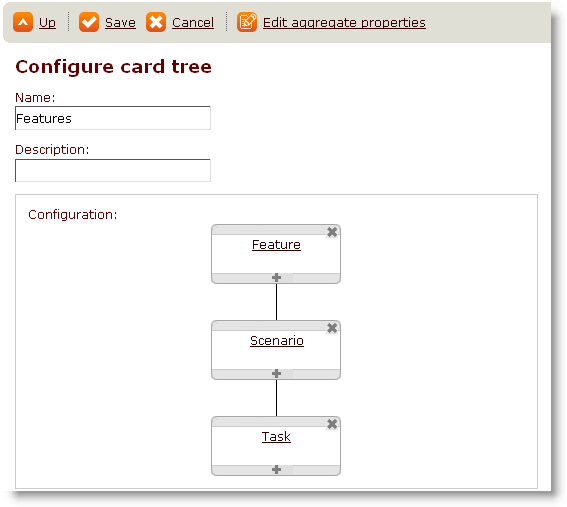 Up Save Cancel Edit aggregate properties
Configure card tree
Name:
Features
Description:
Configuration:
Feature
Scenario
Task